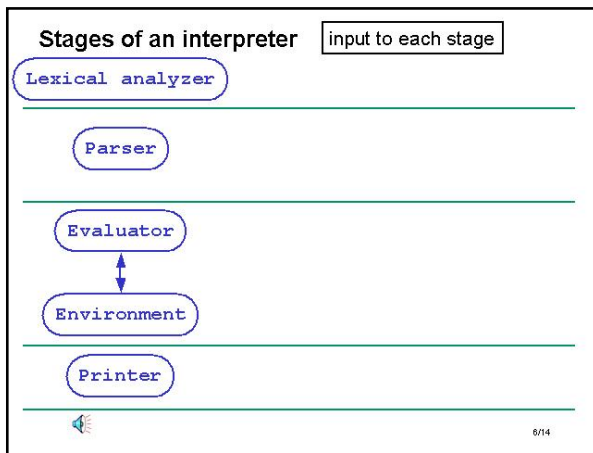 Stages of an interpreter
input to each stage
Lexical analyzer
Parser
Evaluator
Environment
Printer
6/14